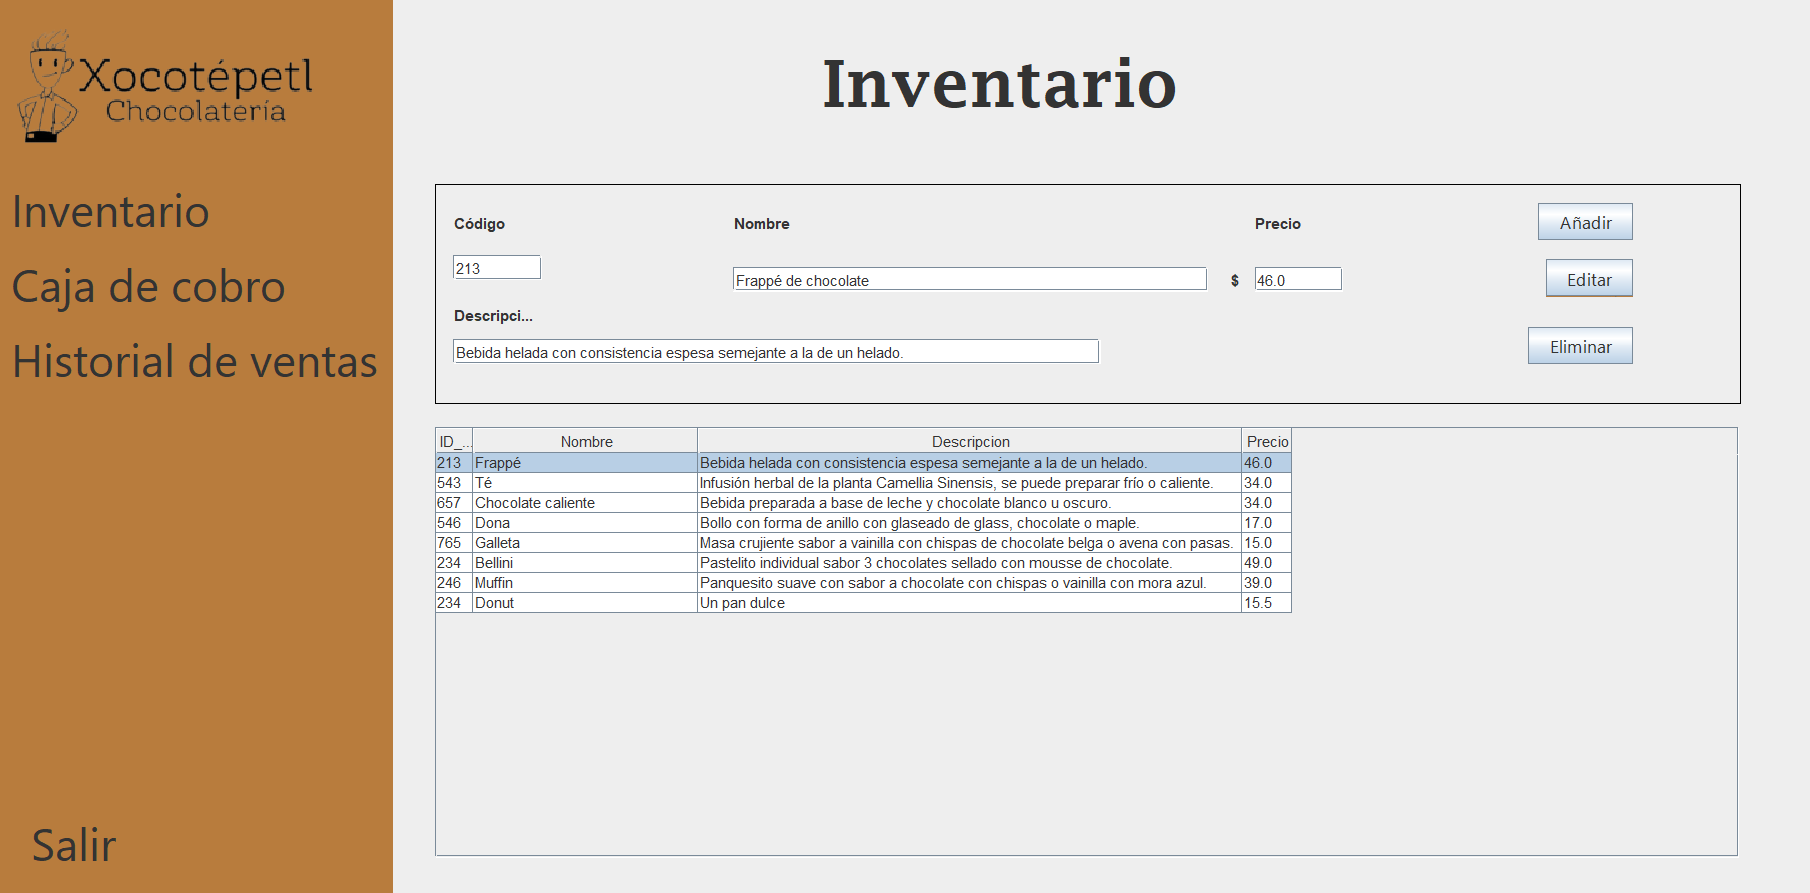 Xocotépetl
Chocolatería
Inventario
Caja de cobro
Historial de ventas
Salir
Inventario
Código Nombre Precio Añadir
213 Frappé de chocolate $ 46.0 Editar
Descripci...
Bebida helada con consistencia espesa semejante a la de un helado. Eliminar
ID_... Nombre Descripcion Precio
213 Frappé Bebida helada con consistencia espesa semejante a la de un helado. 46.0
543 Té Infusión herbal de la planta Camellia Sinensis, se puede preparar frío o caliente. 34.0
657 Chocolate caliente Bebida preparada a base de leche y chocolate blanco u oscuro. 34.0
546 Dona Bollo con forma de anillo con glaseado de glass, chocolate o maple. 17.0
765 Galleta Masa crujiente sabor a vainilla con chispas de chocolate belga o avena con pasas. 15.0
234 Bellini Pastelito individual sabor 3 chocolates sellado con mousse de chocolate. 49.0
246 Muffin Panquesito suave con sabor a chocolate con chispas o vainilla con mora azul. 39.0
234 Donut Un pan dulce 15.5